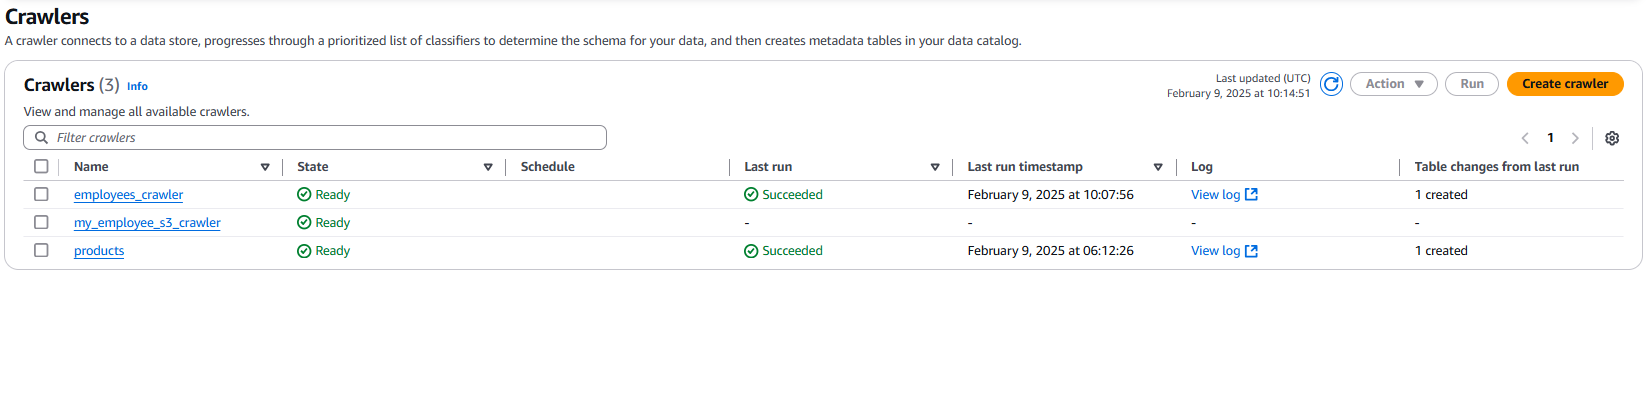 Crawlers
A crawler connects to a data store, progresses through a prioritized list of classifiers to determine the schema for your data, and then creates metadata tables in your data catalog.
Crawlers (3) Info
Last updated (UTC)
February 9, 2025 at 10:14:51
Action
Run
Create crawler
View and manage all available crawlers.
Filter crawlers
1
Name State Schedule Last run Last run timestamp Log Table changes from last run
employees_crawler Ready Succeeded February 9, 2025 at 10:07:56 View log 1 created
my_employee_s3_crawler Ready - - - -
products Ready Succeeded February 9, 2025 at 06:12:26 View log 1 created